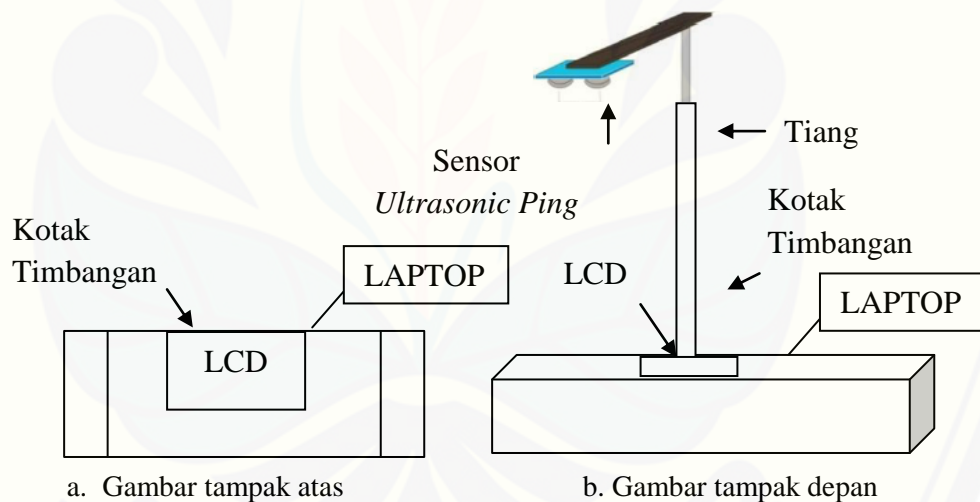 Kotak
Timbangan
LAPTOP
LCD
a. Gambar tampak atas
Sensor
Ultrasonic Ping
Tiang
Kotak
Timbangan
LCD
LAPTOP
b. Gambar tampak depan